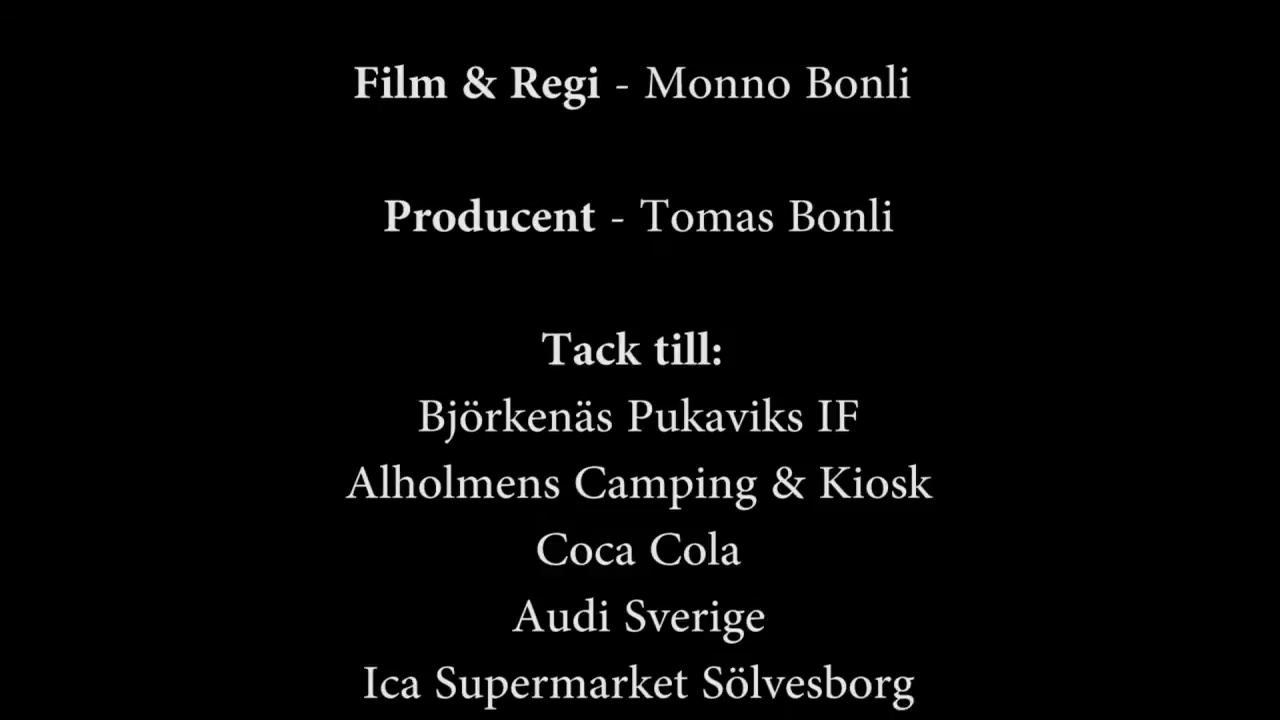 Film & Regi - Monno Bonli
Producent - Tomas Bonli
Tack till:
Björkenäs Pukaviks IF
Alholmens Camping & Kiosk
Coca Cola
Audi Sverige
Ica Supermarket Sölvesborg